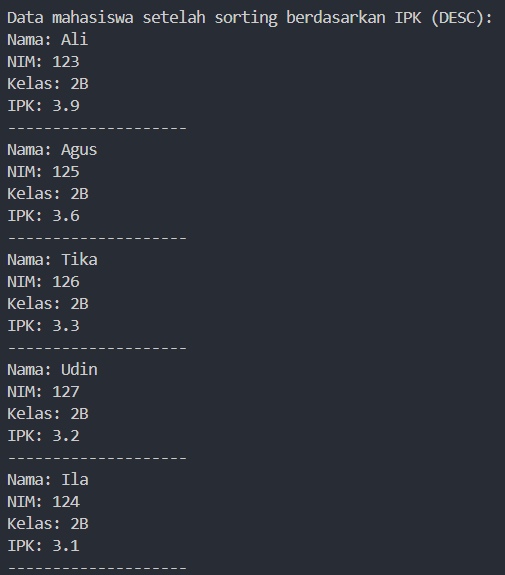 Data mahasiswa setelah sorting berdasarkan IPK (DESC):
Nama: Ali
NIM: 123
Kelas: 2B
IPK: 3.9
--------------------
Nama: Agus
NIM: 125
Kelas: 2B
IPK: 3.6
--------------------
Nama: Tika
NIM: 126
Kelas: 2B
IPK: 3.3
--------------------
Nama: Udin
NIM: 127
Kelas: 2B
IPK: 3.2
--------------------
Nama: Ila
NIM: 124
Kelas: 2B
IPK: 3.1
--------------------